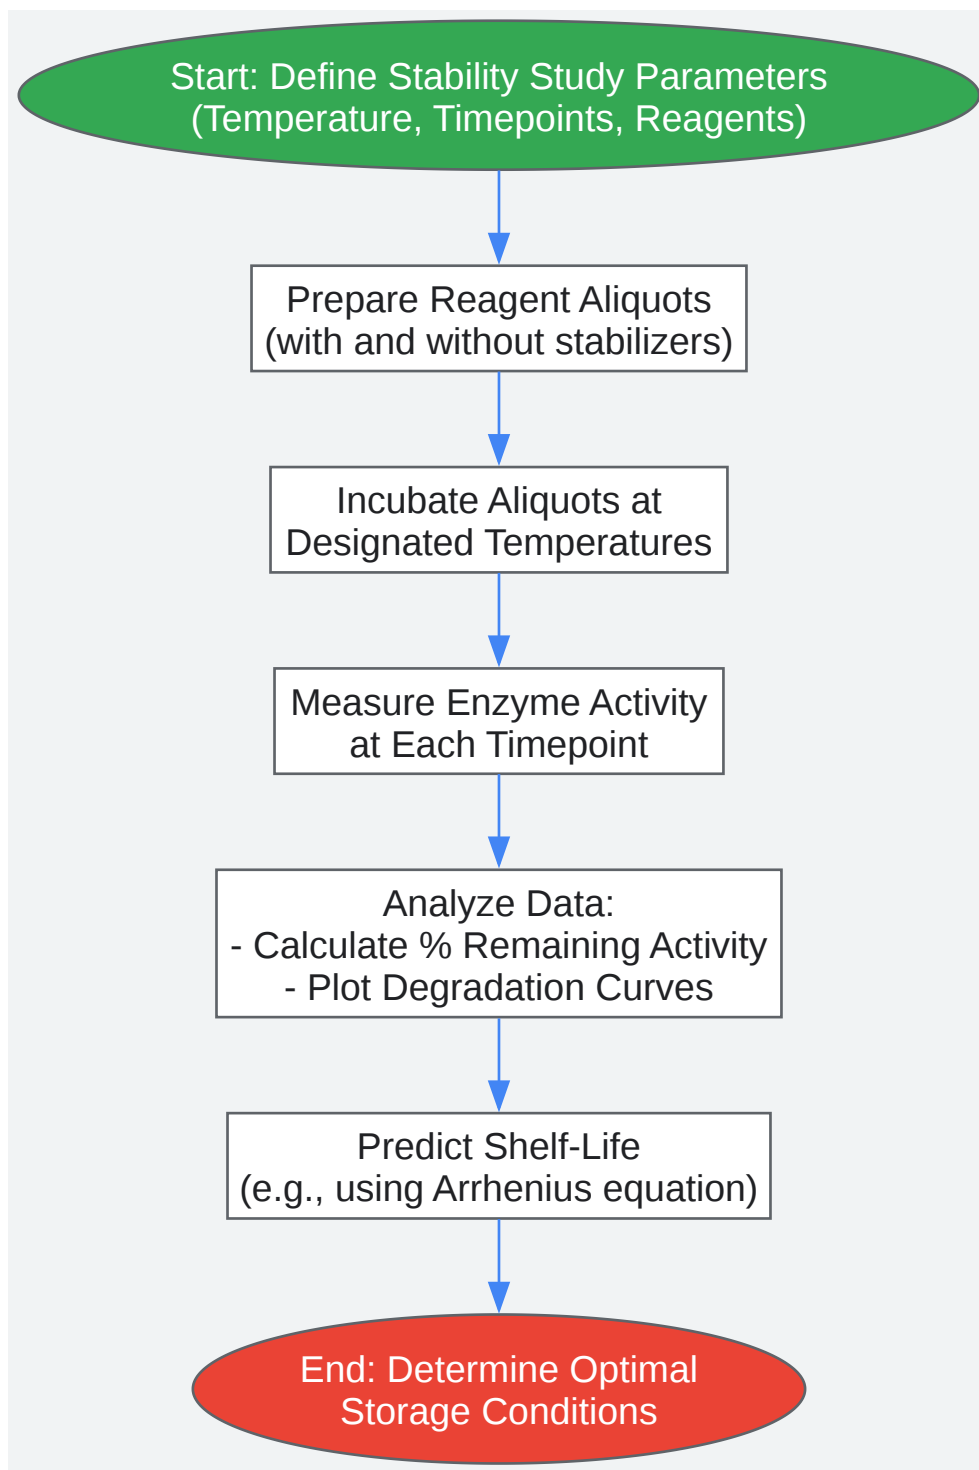 Start: Define Stability Study Parameters
(Temperature, Timepoints, Reagents)
Prepare Reagent Aliquots
(with and without stabilizers)
Incubate Aliquots at
Designated Temperatures
Measure Enzyme Activity
at Each Timepoint
Analyze Data:
- Calculate % Remaining Activity
- Plot Degradation Curves
Predict Shelf-Life
(e.g., using Arrhenius equation)
End: Determine Optimal
Storage Conditions